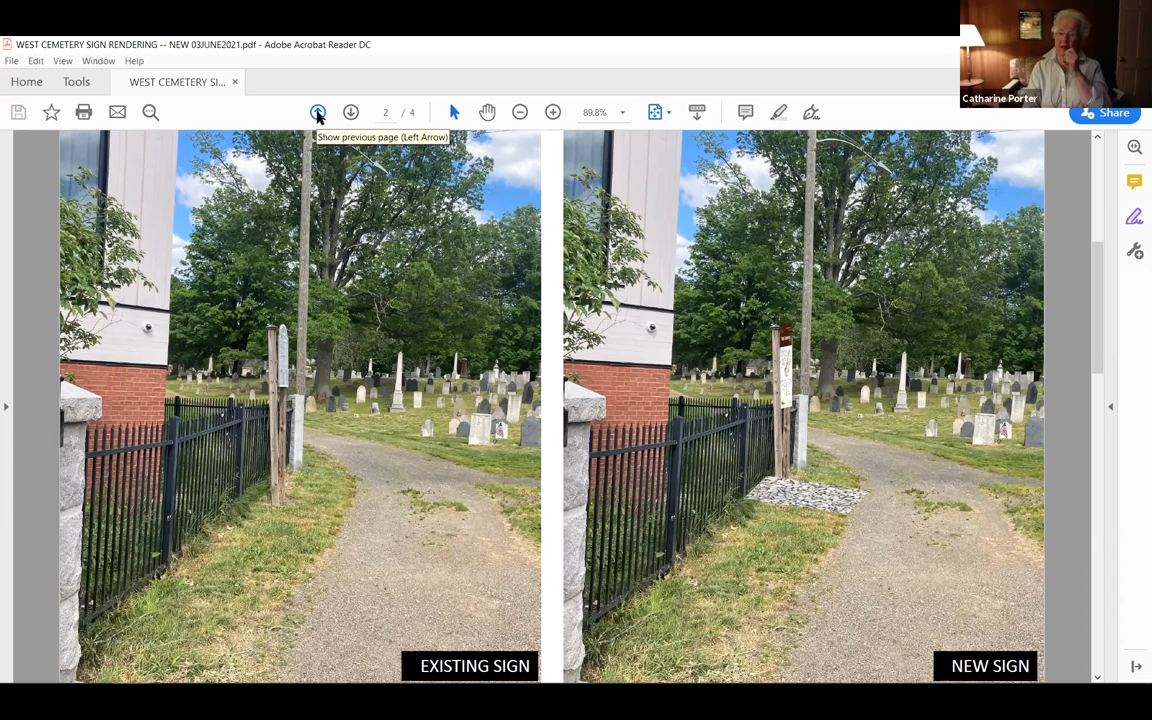 WEST CEMETERY SIGN RENDERING -- NEW 03JUNE2021.pdf - Adobe Acrobat Reader DC
File Edit View Window Help
Home Tools WEST CEMETERY SI... ×
2 / 4 89.8% Share
Show previous page (Left Arrow)
Catharine Porter
EXISTING SIGN
NEW SIGN